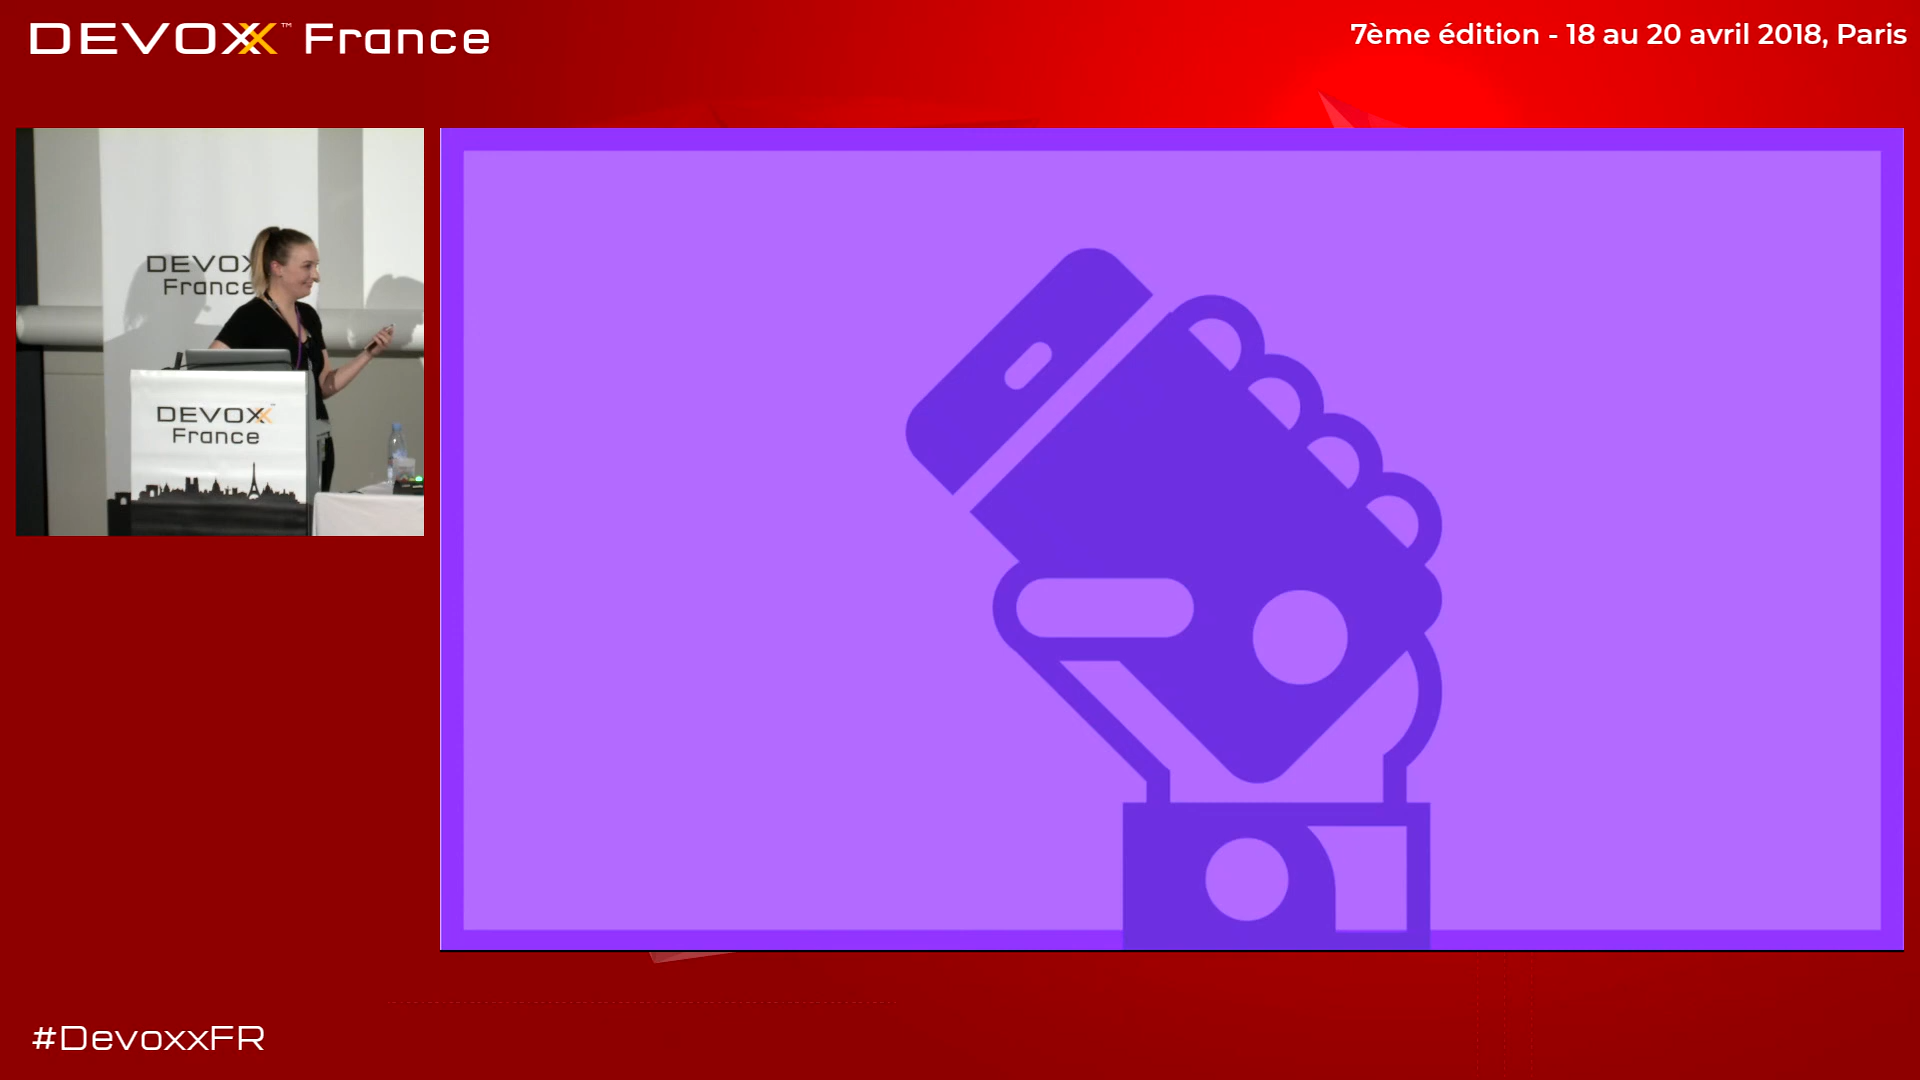 DEVOXX™ France
7ème édition - 18 au 20 avril 2018, Paris
DEVOX
France
DEVOXX
France
#DevoxxFR